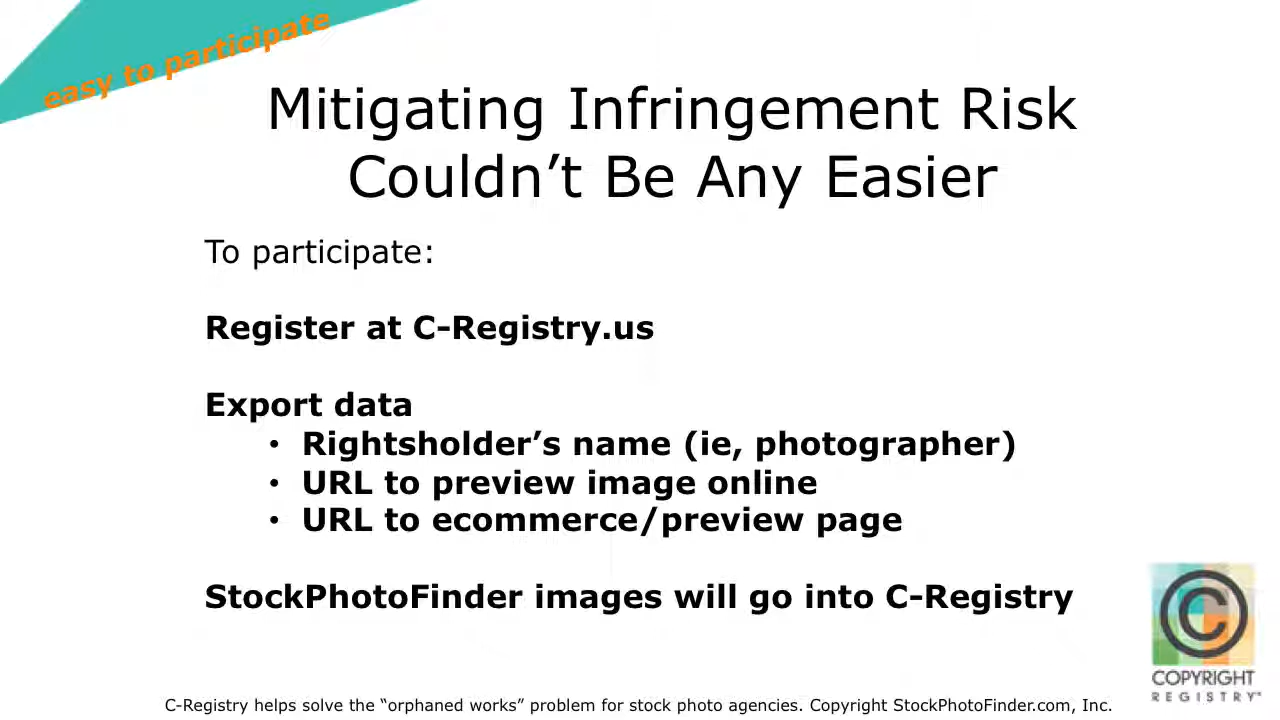 easy to participate
Mitigating Infringement Risk
Couldn’t Be Any Easier
To participate:
Register at C-Registry.us
Export data
• Rightsholder’s name (ie, photographer)
• URL to preview image online
• URL to ecommerce/preview page
StockPhotoFinder images will go into C-Registry
©
COPYRIGHT
REGISTRY
C-Registry helps solve the “orphaned works” problem for stock photo agencies. Copyright StockPhotoFinder.com, Inc.